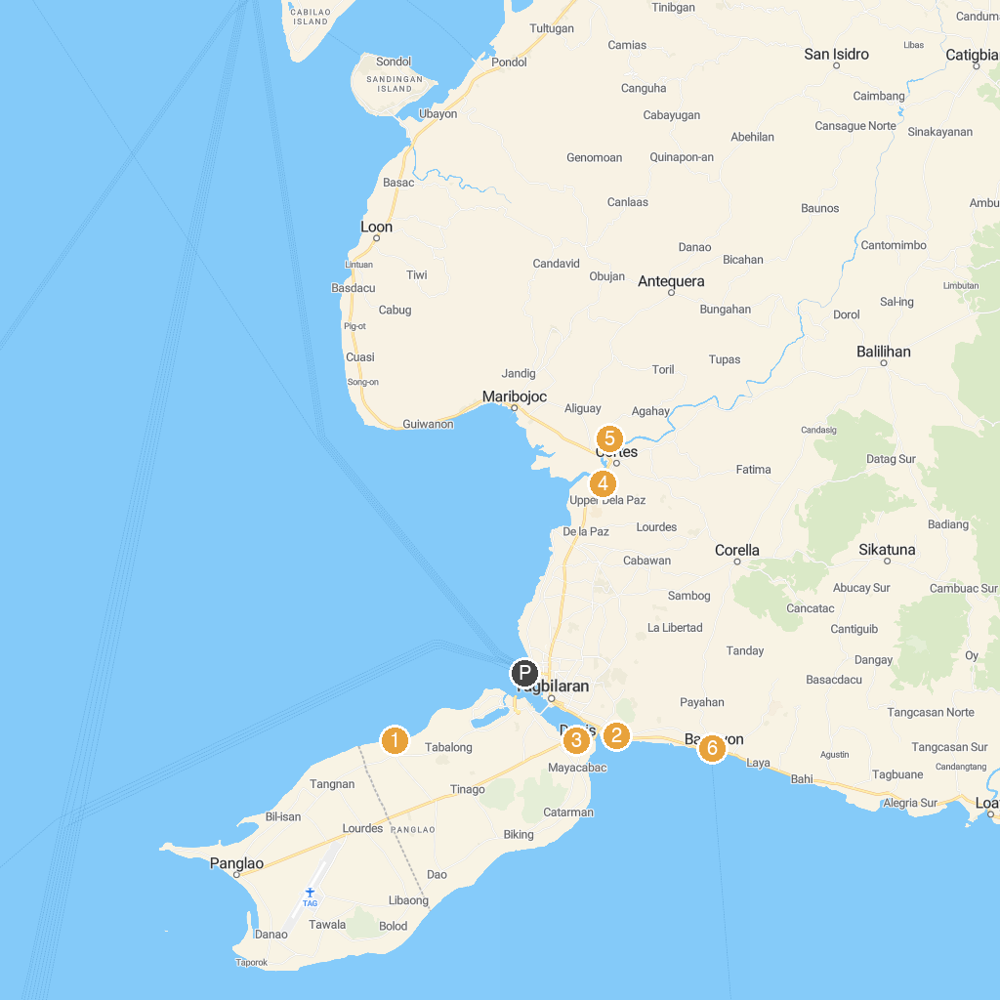 CABILAO
ISLAND
Tinibgan
Tultugan
Camias
San Isidro
Libas
Catigbia
Sondol
Pondol
SANDINGAN
ISLAND
Canguha
Caimbang
Ubayon
Cabayugan
Cansague Norte
Sinakayanan
Abehilan
Genomoan
Quinapon-an
Basac
Canlaas
Baunos
Ambu
Loon
Danao
Cantomimbo
Lintuan
Candavid
Bicahan
Tiwi
Obujan
Antequera
Limbutan
Basdacu
Cabug
Bungahan
Sal-ing
Dorol
Pig-ot
Cuasi
Tupas
Balilihan
Song-on
Jandig
Toril
Maribojoc
Aliguay
Agahay
Guiwanon
Candasig
5
Cortes
Datag Sur
Fatima
4
Upper Dela Paz
De la Paz
Lourdes
Badiang
Corella
Sikatuna
Cabawan
Abucay Sur
Cambuac Sur
Sambog
Cancatac
La Libertad
Cantiguib
Tanday
Dangay
Oy
P
Basacdacu
Payahan
Tangcasan Norte
1
3
2
6
Tabalong
Mayacabac
Laya
Agustin
Tangcasan Sur
Candangtang
Tangnan
Tinago
Bahi
Tagbuane
Bil-isan
Catarman
Alegria Sur
Loa
Lourdes
PANGLAO
Biking
Panglao
Dao
TAG
Libaong
Tawala
Bolod
Danao
Taporok